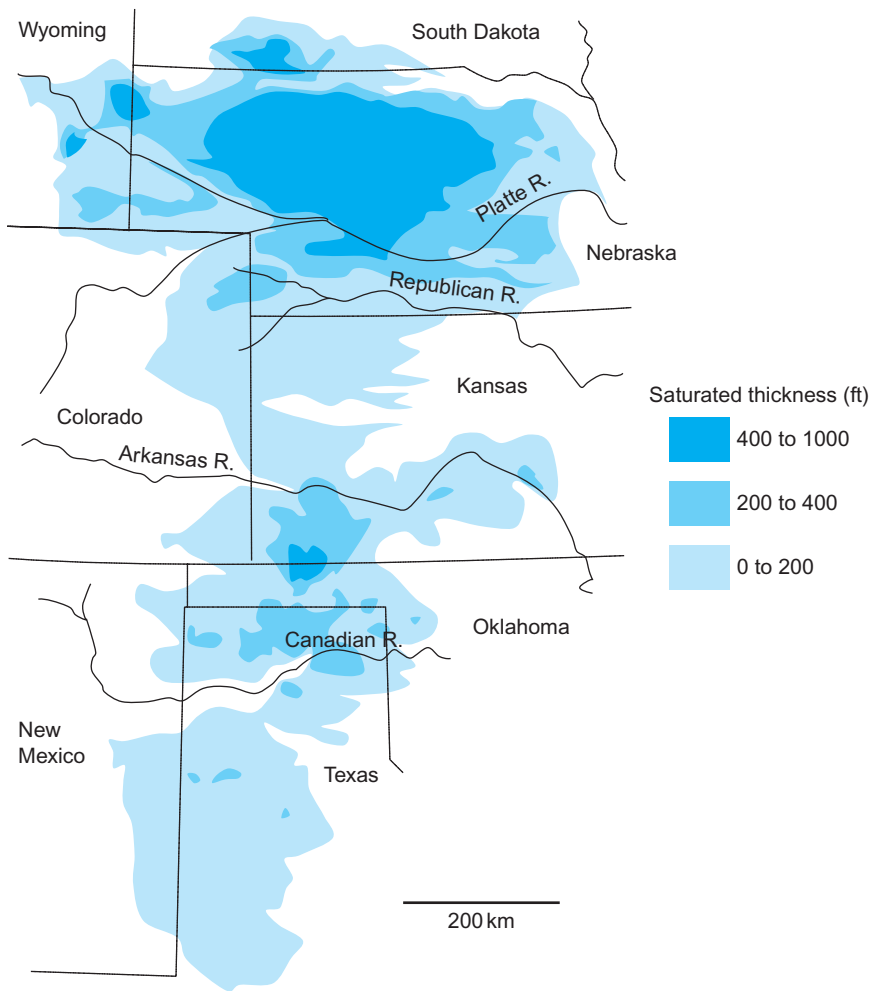 Wyoming
South Dakota
Platte R.
Nebraska
Republican R.
Kansas
Colorado
Arkansas R.
Saturated thickness (ft)
400 to 1000
200 to 400
0 to 200
Oklahoma
Canadian R.
New
Mexico
Texas
200 km